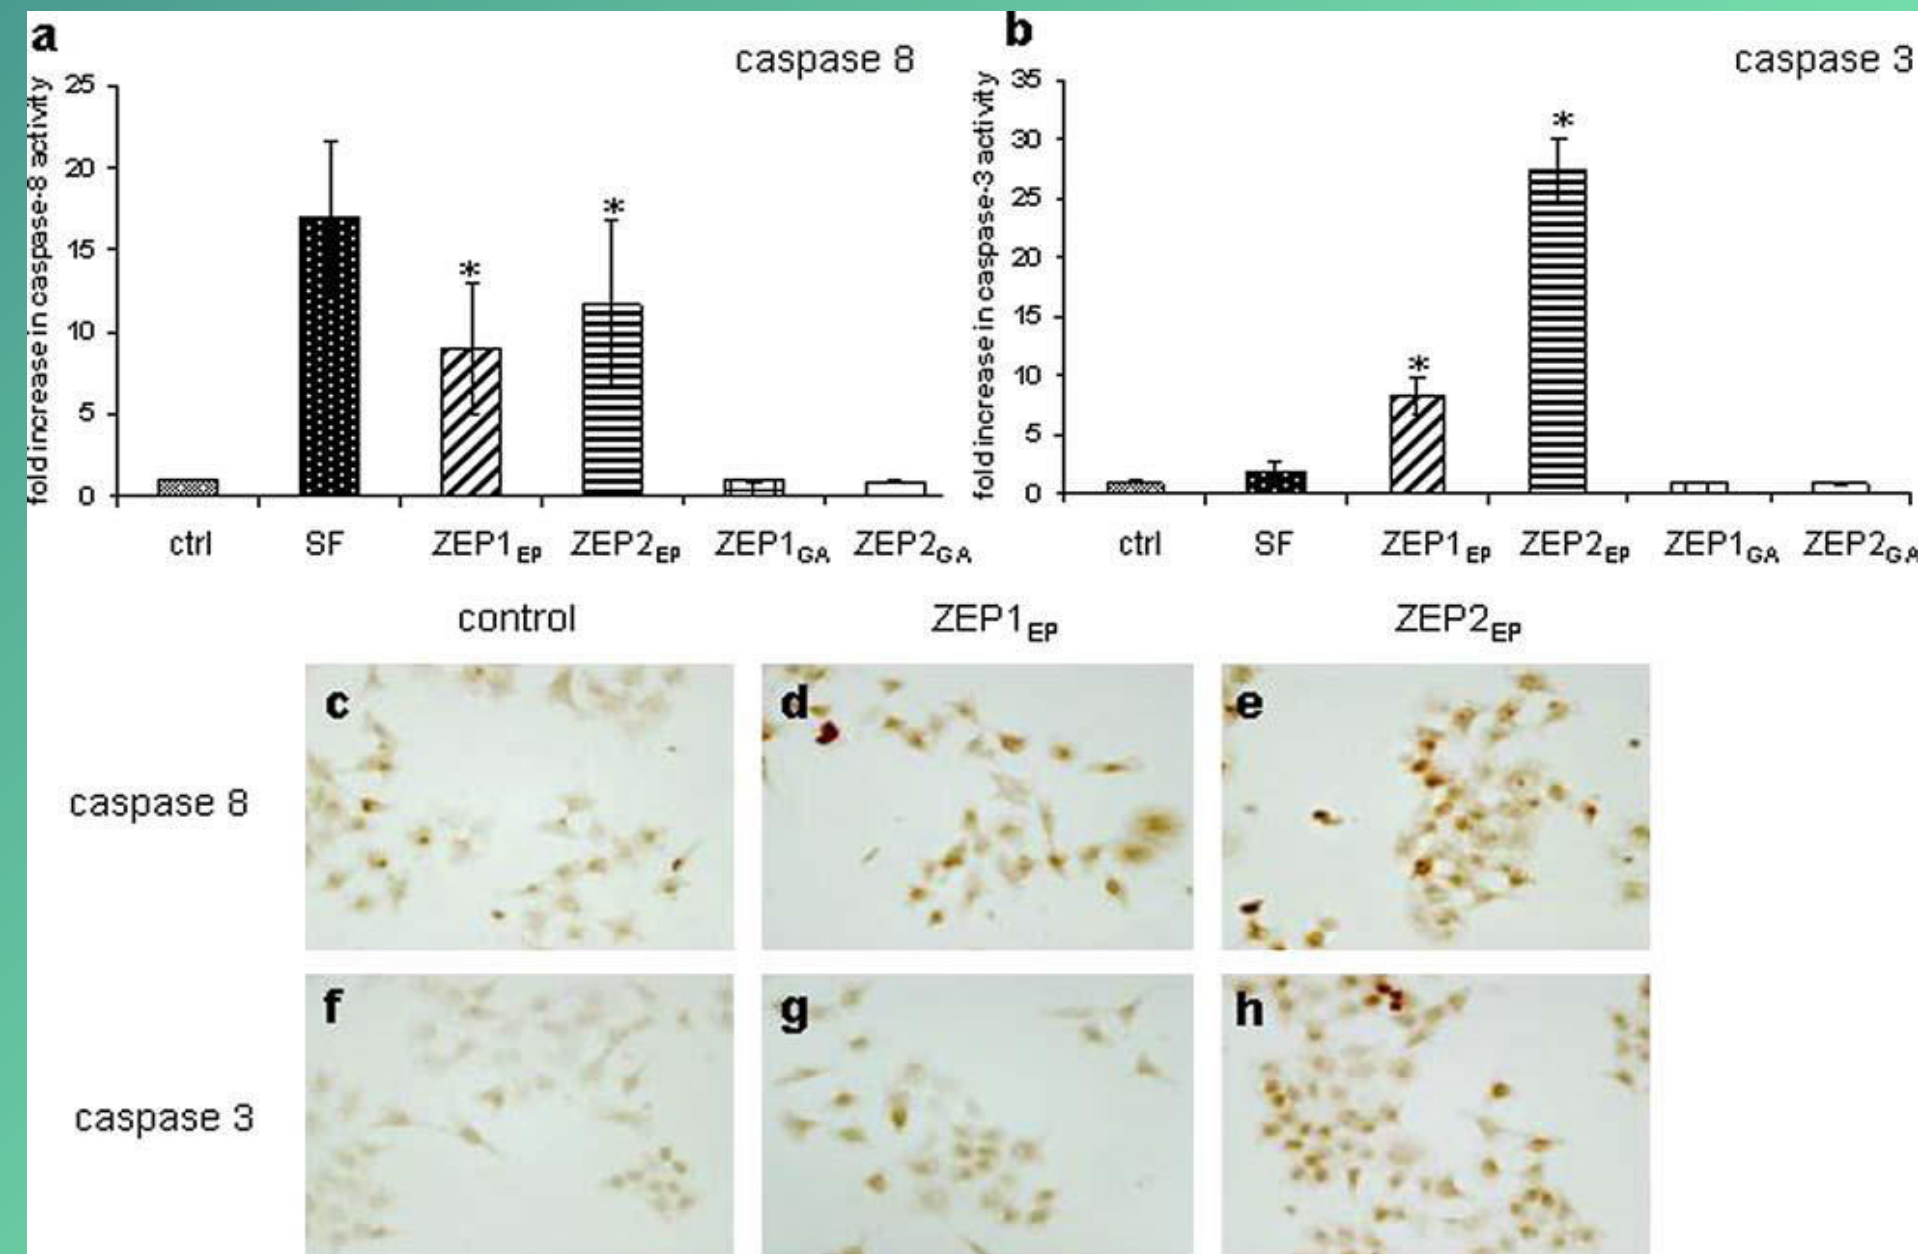 a
caspase 8
fold increase in caspase-8 activity
25
20
15
10
5
0
ctrl SF ZEP1EP ZEP2EP ZEP1GA ZEP2GA
* *
b
caspase 3
fold increase in caspase-3 activity
35
30
25
20
15
10
5
0
ctrl SF ZEP1EP ZEP2EP ZEP1GA ZEP2GA
* *
control ZEP1EP ZEP2EP
caspase 8
c d e
caspase 3
f g h